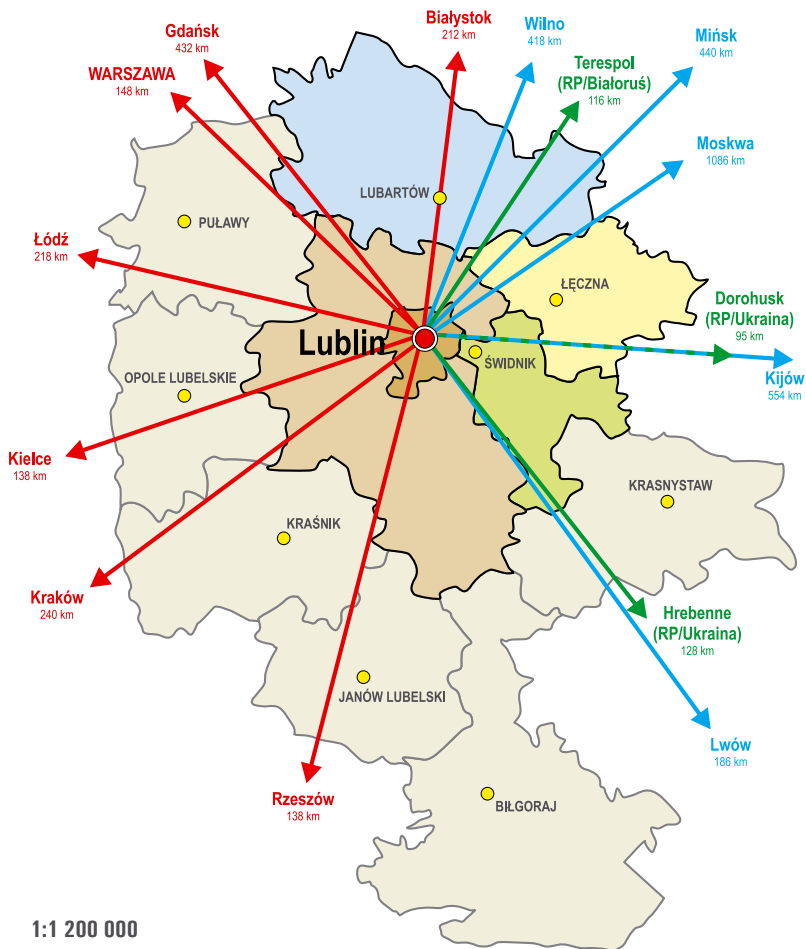 Gdańsk
432 km
WARSZAWA
148 km
Białystok
212 km
Wilno
418 km
Terespol
(RP/Białoruś)
116 km
Mińsk
440 km
Moskwa
1086 km
LUBARTÓW
PUŁAWY
Łódź
218 km
ŁĘCZNA
Dorohusk
(RP/Ukraina)
95 km
Lublin
ŚWIDNIK
Kijów
554 km
OPOLE LUBELSKIE
Kielce
138 km
KRASNYSTAW
KRAŚNIK
Kraków
240 km
Hrebenne
(RP/Ukraina)
128 km
JANÓW LUBELSKI
Lwów
186 km
Rzeszów
138 km
BIŁGORAJ
1:1 200 000